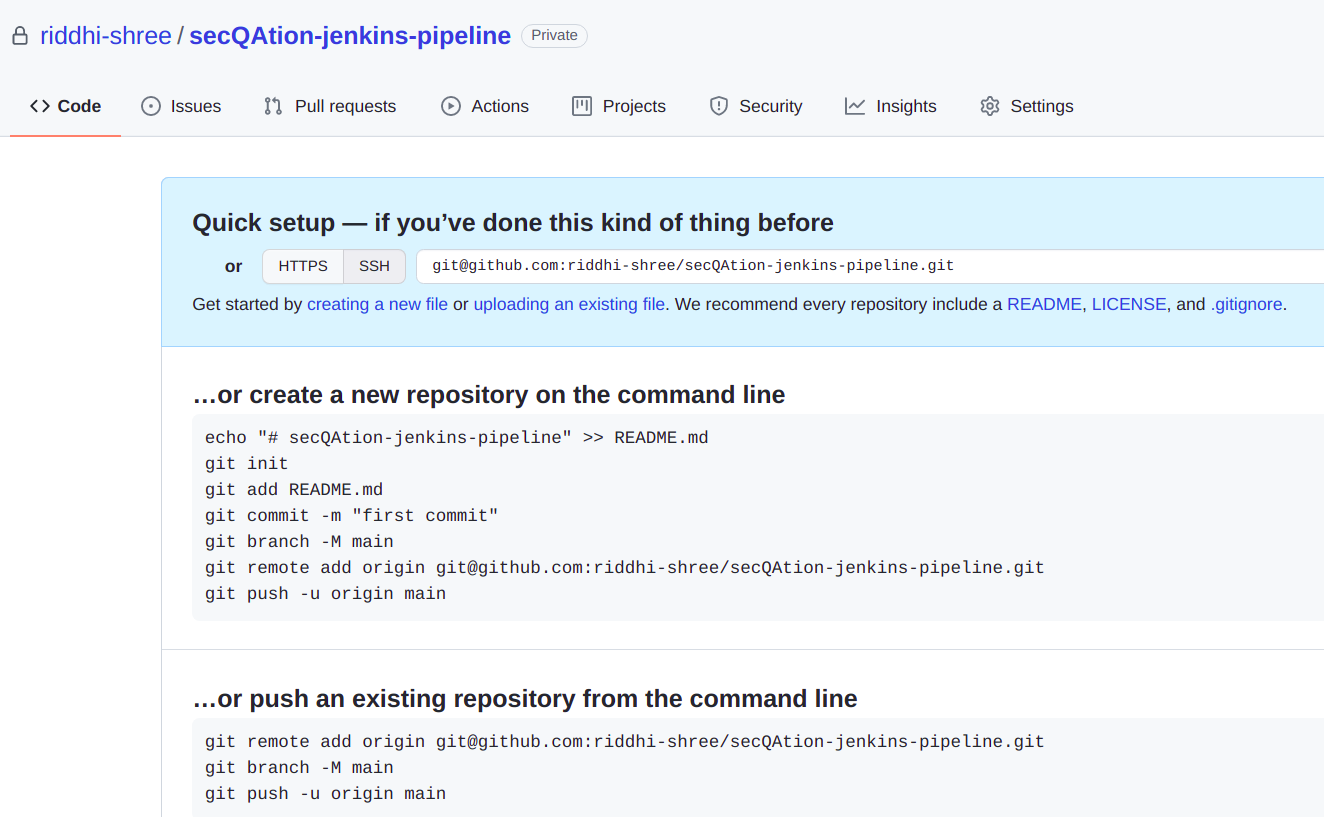 riddhi-shree / secQAtion-jenkins-pipeline Private
Code Issues Pull requests Actions Projects Security Insights Settings
Quick setup — if you’ve done this kind of thing before
or HTTPS SSH git@github.com:riddhi-shree/secQAtion-jenkins-pipeline.git
Get started by creating a new file or uploading an existing file. We recommend every repository include a README, LICENSE, and .gitignore.
…or create a new repository on the command line
echo "# secQAtion-jenkins-pipeline" >> README.md
git init
git add README.md
git commit -m "first commit"
git branch -M main
git remote add origin git@github.com:riddhi-shree/secQAtion-jenkins-pipeline.git
git push -u origin main
…or push an existing repository from the command line
git remote add origin git@github.com:riddhi-shree/secQAtion-jenkins-pipeline.git
git branch -M main
git push -u origin main